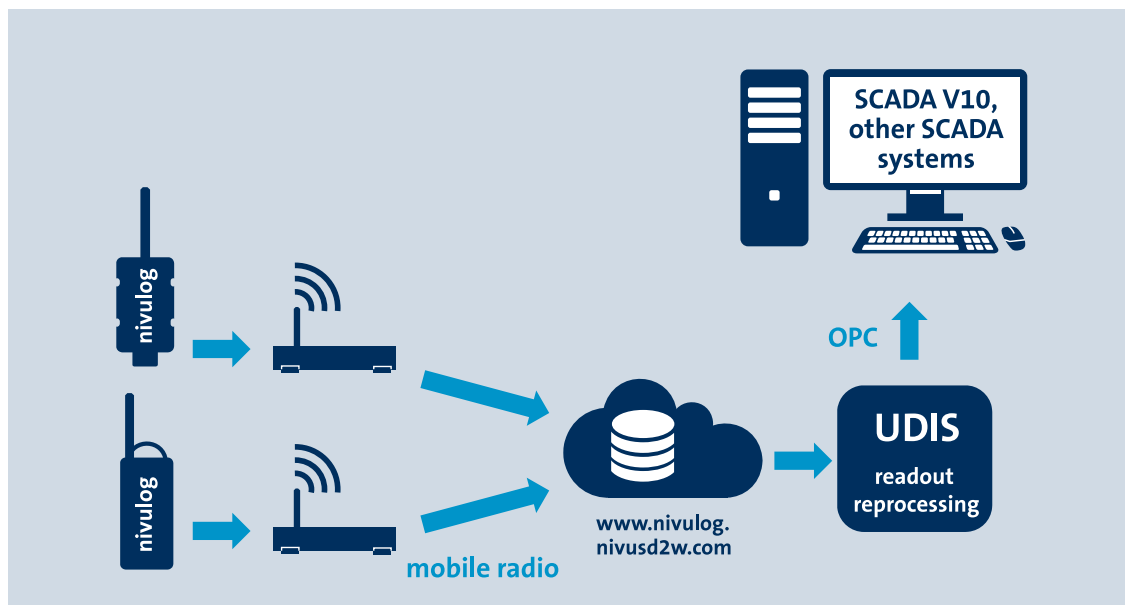 SCADA V10,
other SCADA
systems
nivulog
OPC
UDIS
readout
reprocessing
nivulog
www.nivulog.
nivusd2w.com
mobile radio